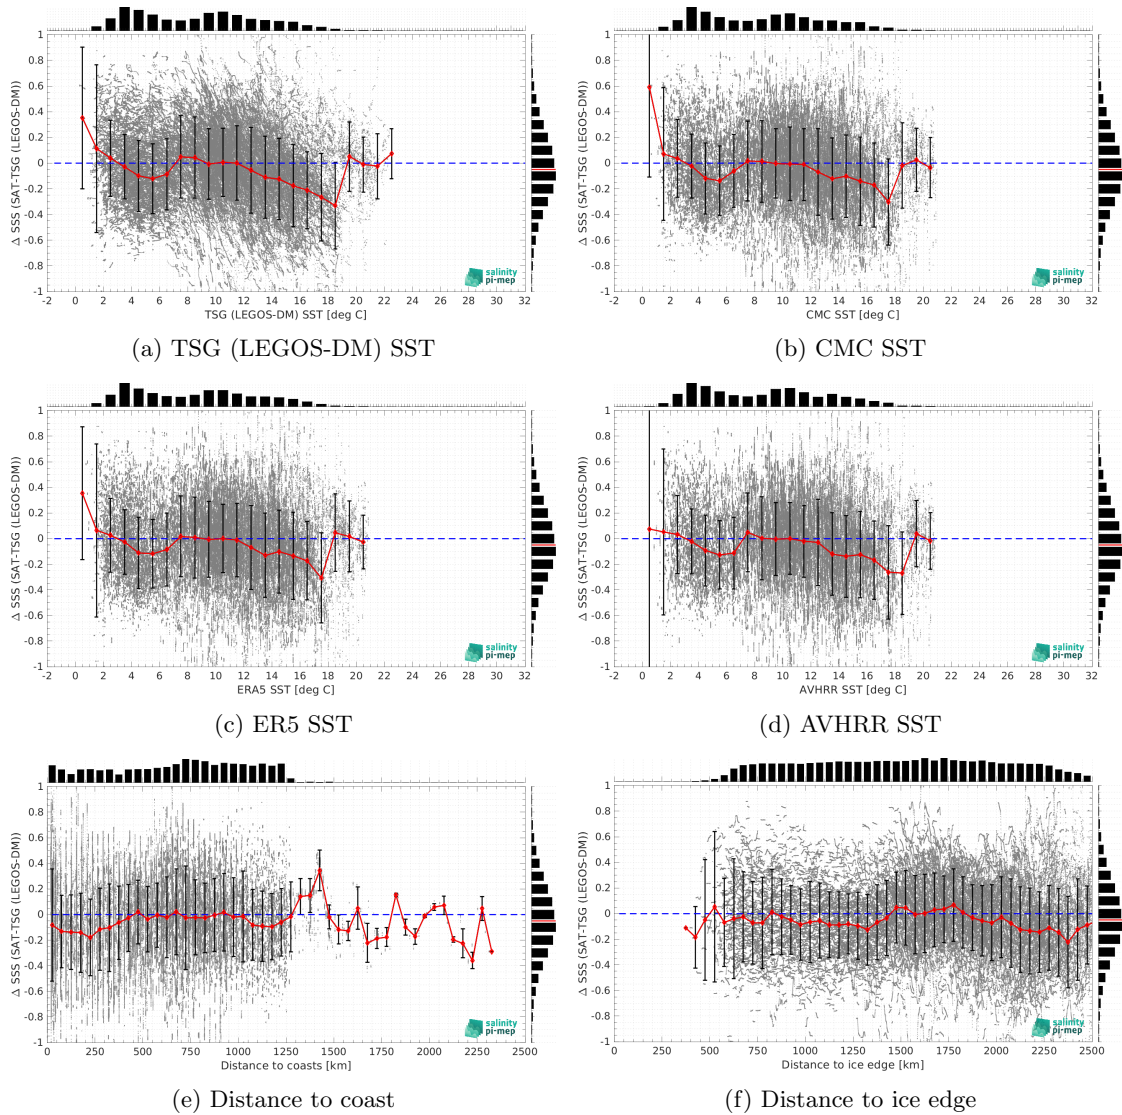 1
0.8
0.6
0.4
0.2
0
-0.2
-0.4
-0.6
-0.8
-1
Δ SSS (SAT-TSG (LEGOS-DM))
-2 0 2 4 6 8 10 12 14 16 18 20 22 24 26 28 30 32
TSG (LEGOS-DM) SST [deg C]
salinity
pi-mep
(a) TSG (LEGOS-DM) SST
1
0.8
0.6
0.4
0.2
0
-0.2
-0.4
-0.6
-0.8
-1
Δ SSS (SAT-TSG (LEGOS-DM))
-2 0 2 4 6 8 10 12 14 16 18 20 22 24 26 28 30 32
CMC SST [deg C]
salinity
pi-mep
(b) CMC SST
1
0.8
0.6
0.4
0.2
0
-0.2
-0.4
-0.6
-0.8
-1
Δ SSS (SAT-TSG (LEGOS-DM))
-2 0 2 4 6 8 10 12 14 16 18 20 22 24 26 28 30 32
ERA5 SST [deg C]
salinity
pi-mep
(c) ER5 SST
1
0.8
0.6
0.4
0.2
0
-0.2
-0.4
-0.6
-0.8
-1
Δ SSS (SAT-TSG (LEGOS-DM))
-2 0 2 4 6 8 10 12 14 16 18 20 22 24 26 28 30 32
AVHRR SST [deg C]
salinity
pi-mep
(d) AVHRR SST
1
0.8
0.6
0.4
0.2
0
-0.2
-0.4
-0.6
-0.8
-1
Δ SSS (SAT-TSG (LEGOS-DM))
0 250 500 750 1000 1250 1500 1750 2000 2250 2500
Distance to coasts [km]
salinity
pi-mep
(e) Distance to coast
1
0.8
0.6
0.4
0.2
0
-0.2
-0.4
-0.6
-0.8
-1
Δ SSS (SAT-TSG (LEGOS-DM))
0 250 500 750 1000 1250 1500 1750 2000 2250 2500
Distance to ice edge [km]
salinity
pi-mep
(f) Distance to ice edge